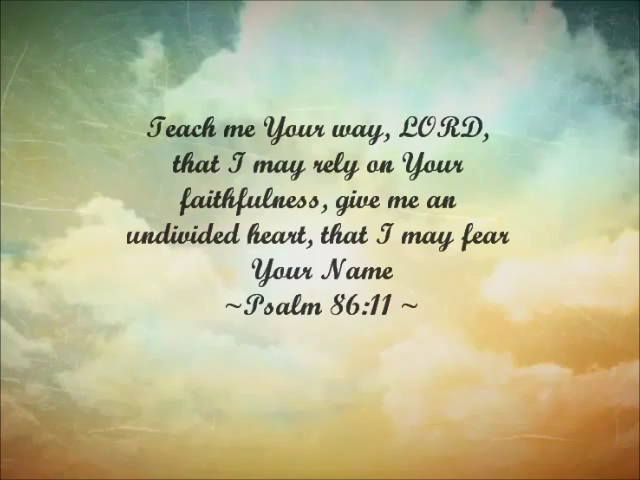 Teach me Your way, LORD,
that I may rely on Your
faithfulness, give me an
undivided heart, that I may fear
Your Name
~Psalm 86:11 ~